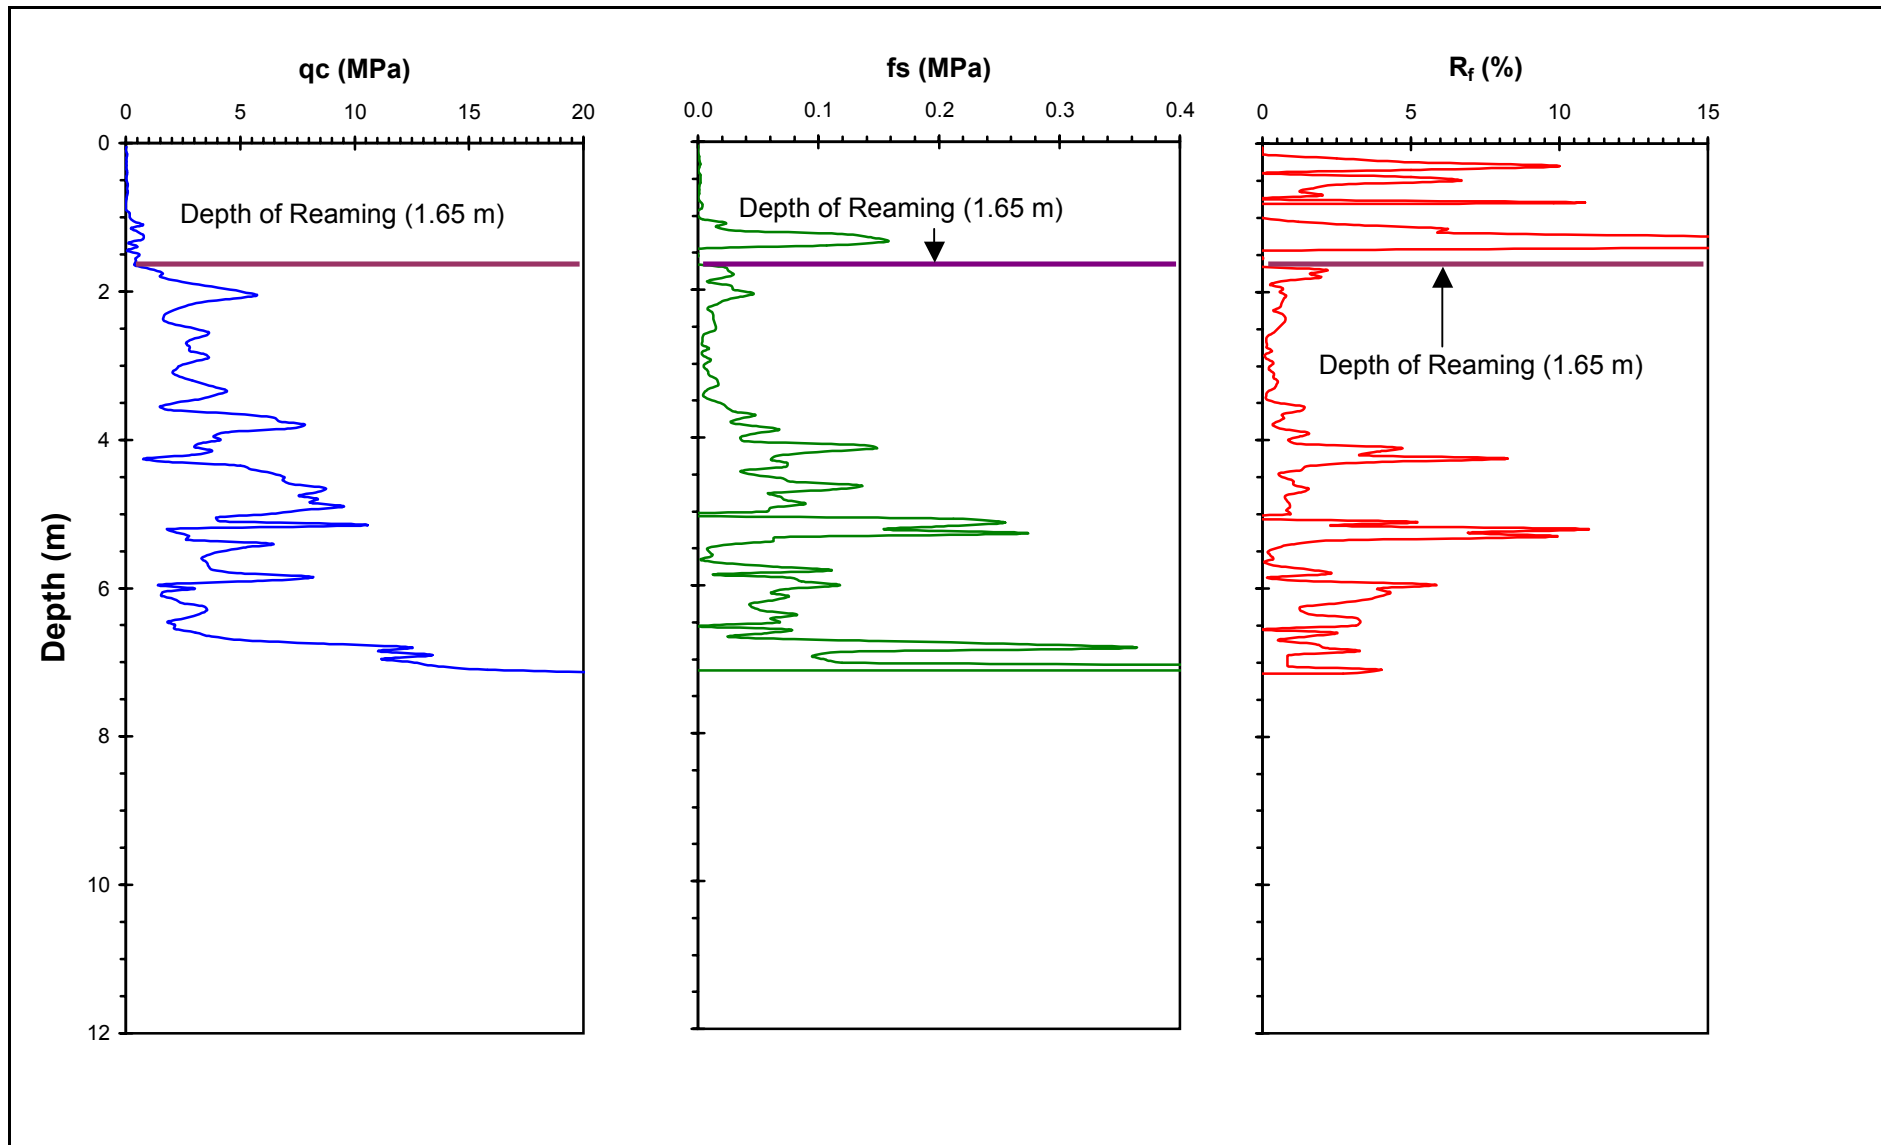 qc (MPa)
0 5 10 15 20
0
2
4
6
8
10
12
Depth (m)
Depth of Reaming (1.65 m)
fs (MPa)
0.0 0.1 0.2 0.3 0.4
Depth of Reaming (1.65 m)
Rf (%)
0 5 10 15
Depth of Reaming (1.65 m)